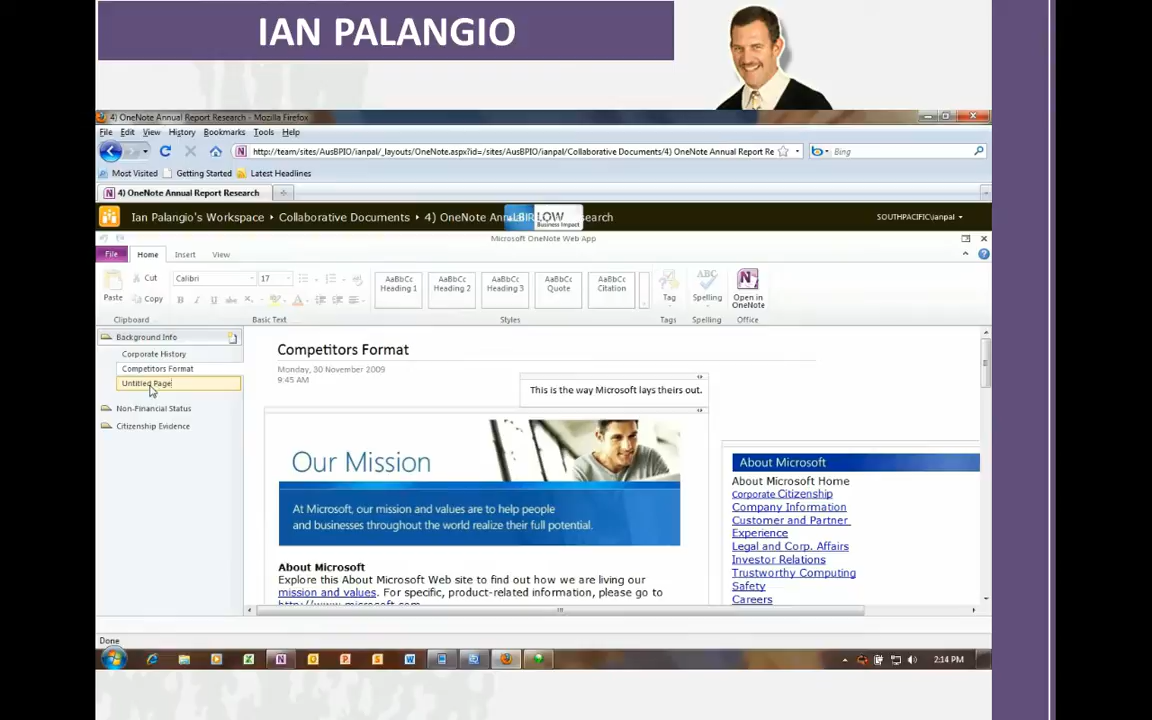 IAN PALANGIO
4) OneNote Annual Report Research - Mozilla Firefox
File Edit View History Bookmarks Tools Help
http://team/sites/AusBPIO/ianpal/_layouts/OneNote.aspx?id=/sites/AusBPIO/ianpal/Collaborative Documents/4) OneNote Annual Report Re
Bing
Most Visited Getting Started Latest Headlines
4) OneNote Annual Report Research
Ian Palangio's Workspace Collaborative Documents 4) OneNote
LOW
Business Impact
SOUTHPACIFIC\ianpal
Microsoft OneNote Web App
File Home Insert View
Cut
Copy
Paste
Calibri 17
AaBbCc AaBbCc AaBbCc AaBbCc AaBbCc
Heading 1 Heading 2 Heading 3 Quote Citation
Tag Spelling Open in OneNote
Clipboard Basic Text Styles Tags Spelling Office
Background Info
Corporate History
Competitors Format
Untitled Page
Non-Financial Status
Citizenship Evidence
Competitors Format
Monday, 30 November 2009
9:45 AM
This is the way Microsoft lays theirs out.
Our Mission
At Microsoft, our mission and values are to help people
and businesses throughout the world realize their full potential.
About Microsoft
Explore this About Microsoft Web site to find out how we are living our
mission and values. For specific, product-related information, please go to
http://www.microsoft.com
About Microsoft
About Microsoft Home
Corporate Citizenship
Company Information
Customer and Partner
Experience
Legal and Corp. Affairs
Investor Relations
Trustworthy Computing
Safety
Careers
Done
2:14 PM